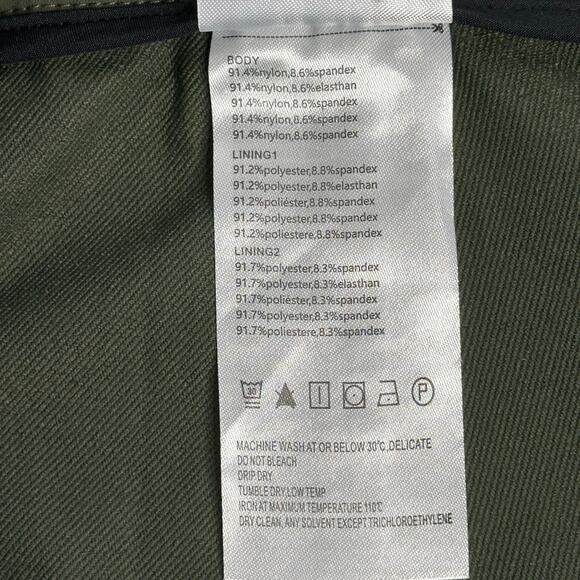 BODY
91.4%nylon,8.6%spandex
91.4%nylon,8.6%elasthan
91.4%nylon,8.6%spandex
91.4%nylon,8.6%spandex
91.4%nylon,8.6%spandex
LINING1
91.2%polyester,8.8%spandex
91.2%polyester,8.8%elasthan
91.2%poliéster,8.8%spandex
91.2%polyester,8.8%spandex
91.2%poliestere,8.8%spandex
LINING2
91.7%polyester,8.3%spandex
91.7%polyester,8.3%elasthan
91.7%poliéster,8.3%spandex
91.7%polyester,8.3%spandex
91.7%poliestere,8.3%spandex
30 P
MACHINE WASH AT OR BELOW 30℃ ,DELICATE
DO NOT BLEACH
DRIP DRY
TUMBLE DRY, LOW TEMP
IRON AT MAXIMUM TEMPERATURE 110℃
DRY CLEAN, ANY SOLVENT EXCEPT TRICHLOROETHYLENE